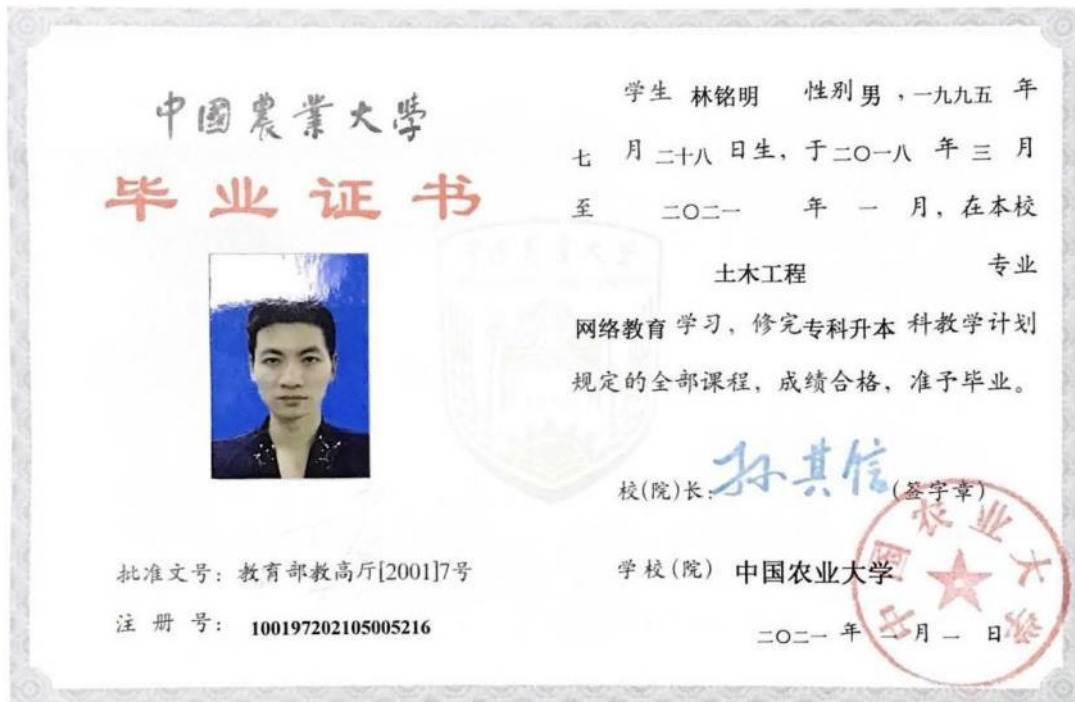 中國農業大學
毕业证书
批准文号：教育部教高厅[2001]7号
注册号：100197202105005216
学生 林铭明 性别 男，一九九五 年
七 月 二十八 日生，于二〇一八 年 三 月
至 二〇二一 年 一 月，在本校
土木工程 专业
网络教育 学习，修完 专科升本 科教学计划
规定的全部课程，成绩合格，准予毕业。
校(院)长：孙其信(签字章)
学校(院) 中国农业大学
二〇二一 年 一 月 一 日
中国农业大学